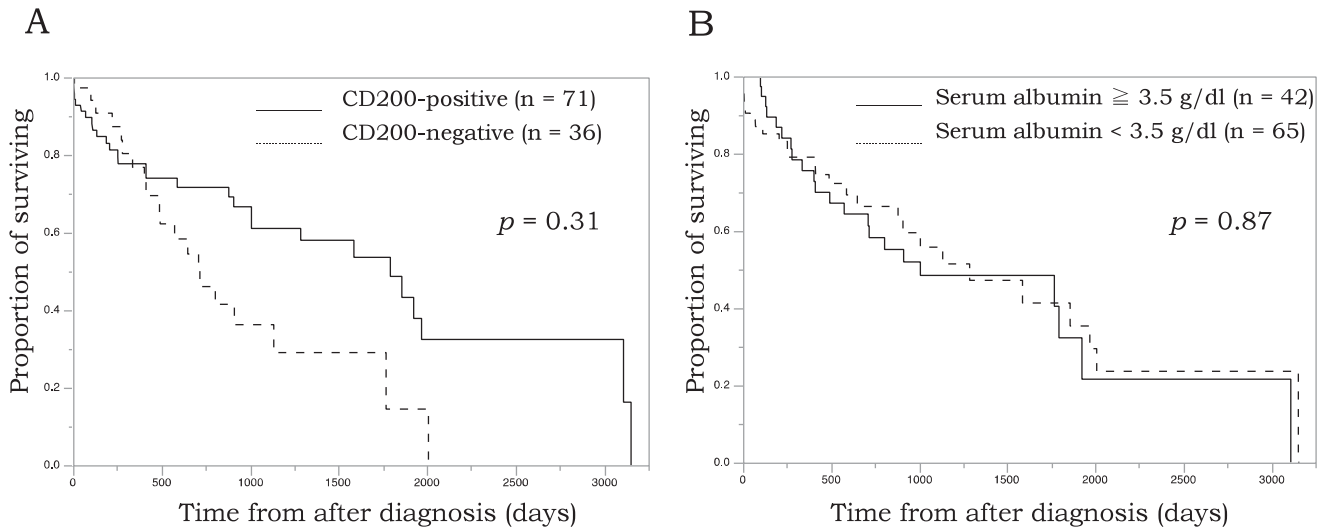 A
Proportion of surviving
1.0
0.8
0.6
0.4
0.2
0.0
CD200-positive (n = 71)
CD200-negative (n = 36)
p = 0.31
0 500 1000 1500 2000 2500 3000
Time from after diagnosis (days)
B
Proportion of surviving
1.0
0.8
0.6
0.4
0.2
0.0
Serum albumin ≧ 3.5 g/dl (n = 42)
Serum albumin < 3.5 g/dl (n = 65)
p = 0.87
0 500 1000 1500 2000 2500 3000
Time from after diagnosis (days)